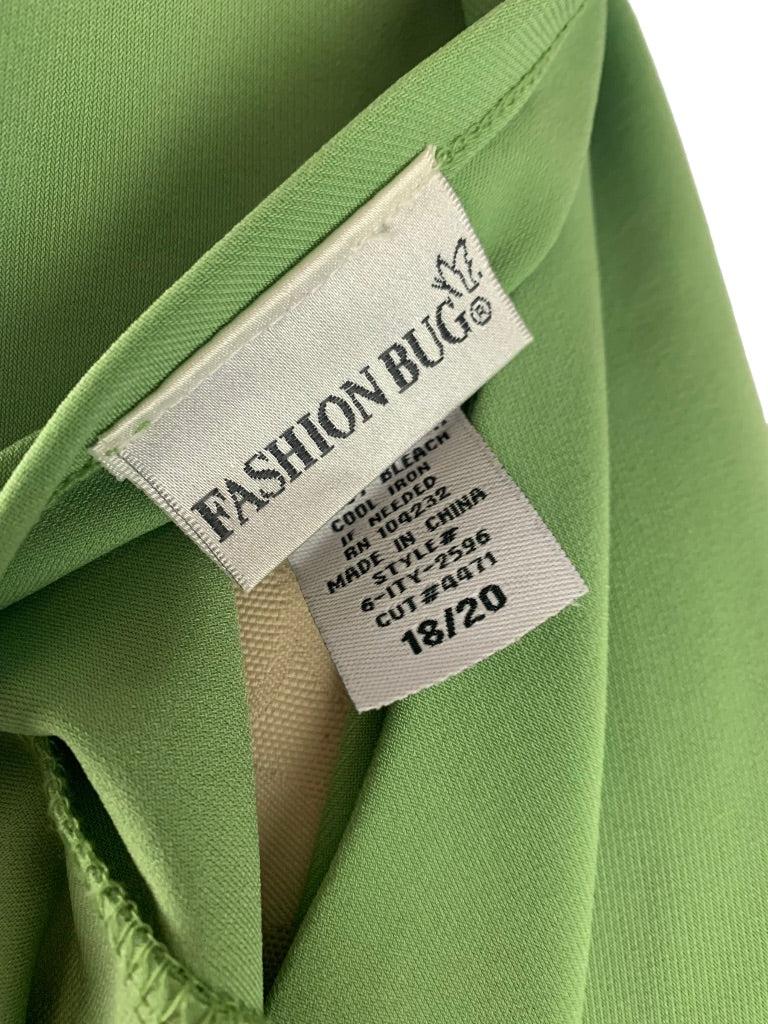 FASHION BUG®
BLEACH
COOL IRON
IF NEEDED
RN 104232
MADE IN CHINA
STYLE#
6-ITY-2596
CUT#4471
18/20